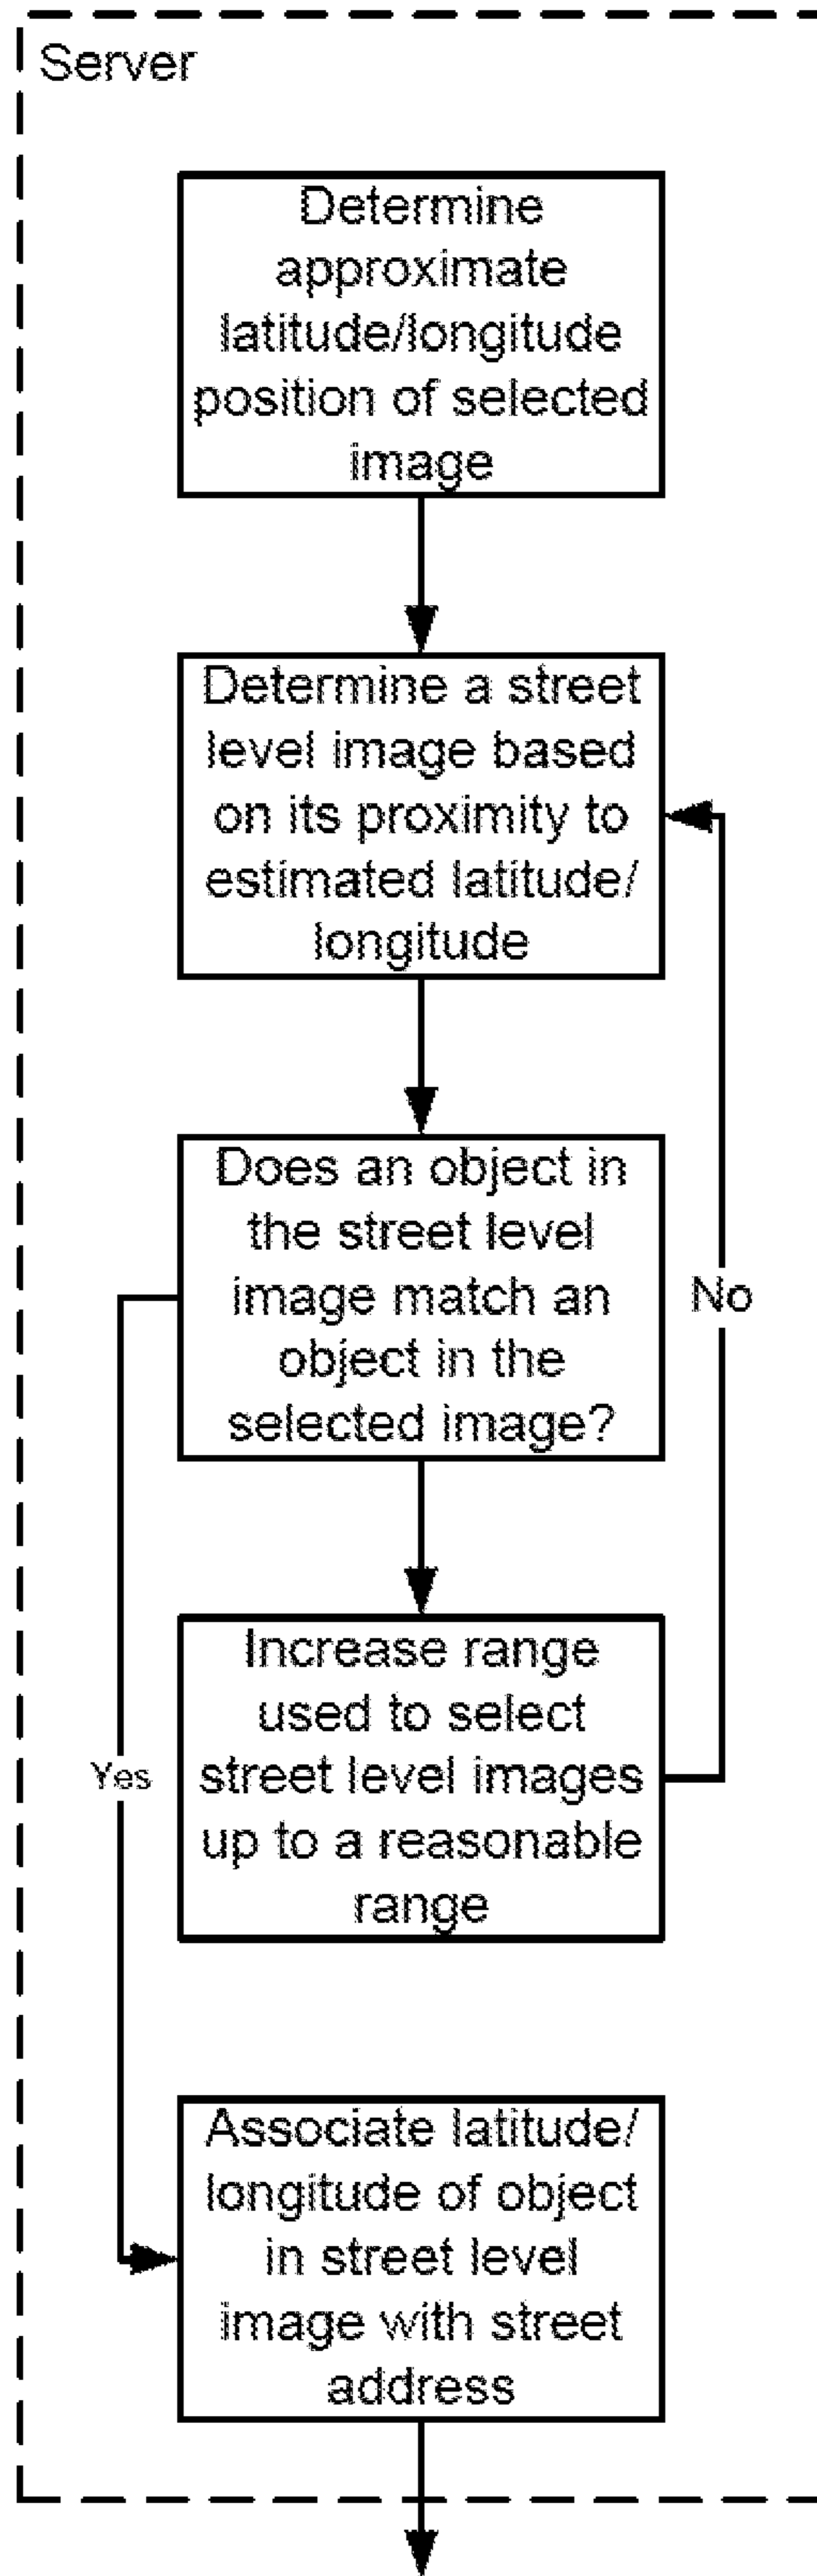 Server
Determine
approximate
latitude/longitude
position of selected
image
Determine a street
level image based
on its proximity to
estimated latitude/
longitude
Does an object in
the street level
image match an
object in the
selected image?
No
Increase range
used to select
street level images
up to a reasonable
range
Yes
Associate latitude/
longitude of object
in street level
image with street
address